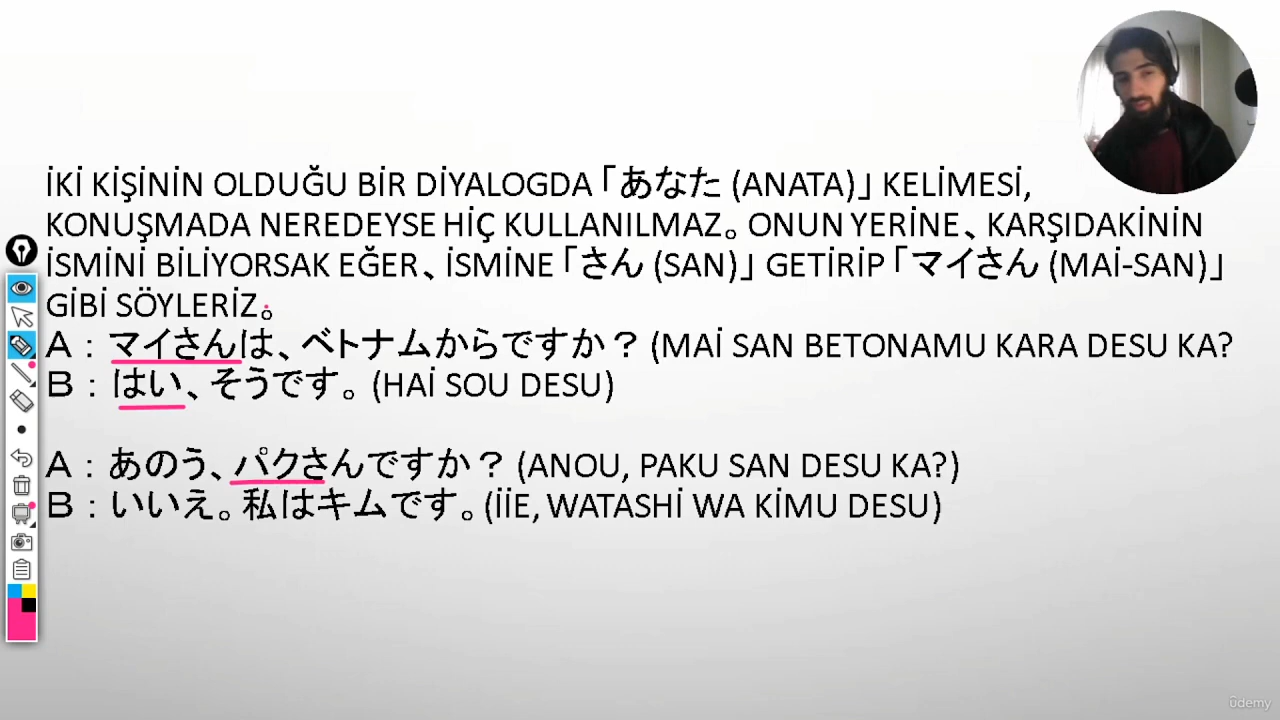 İKİ KİŞİNİN OLDUĞU BİR DİYALOGDA「あなた (ANATA)」KELİMESİ,
KONUŞMADA NEREDEYSE HİÇ KULLANILMAZ。ONUN YERİNE、KARŞIDAKİNİN
İSMİNİ BİLİYORSAK EĞER、İSMİNE「さん (SAN)」GETİRİP「マイさん (MAİ-SAN)」
GİBİ SÖYLERİZ。
A：マイさんは、ベトナムからですか？ (MAİ SAN BETONAMU KARA DESU KA?
B：はい、そうです。(HAİ SOU DESU)
A：あのう、パクさんですか？ (ANOU, PAKU SAN DESU KA?)
B：いいえ。私はキムです。(İİE, WATASHİ WA KİMU DESU)
ûdemy